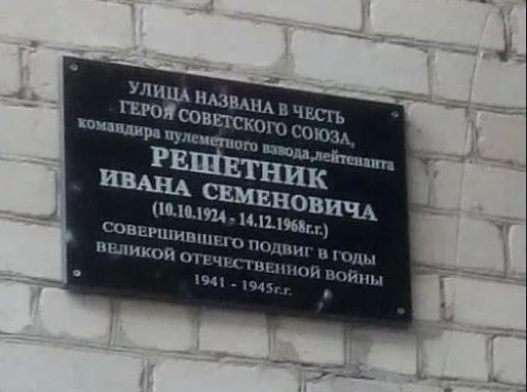 УЛИЦА НАЗВАНА В ЧЕСТЬ
ГЕРОЯ СОВЕТСКОГО СОЮЗА,
командира пулеметного взвода,лейтенанта
РЕШЕТНИК
ИВАНА СЕМЕНОВИЧА
(10.10.1924 - 14.12.1968г.г.)
СОВЕРШИВШЕГО ПОДВИГ В ГОДЫ
ВЕЛИКОЙ ОТЕЧЕСТВЕННОЙ ВОЙНЫ
1941 - 1945г.г.